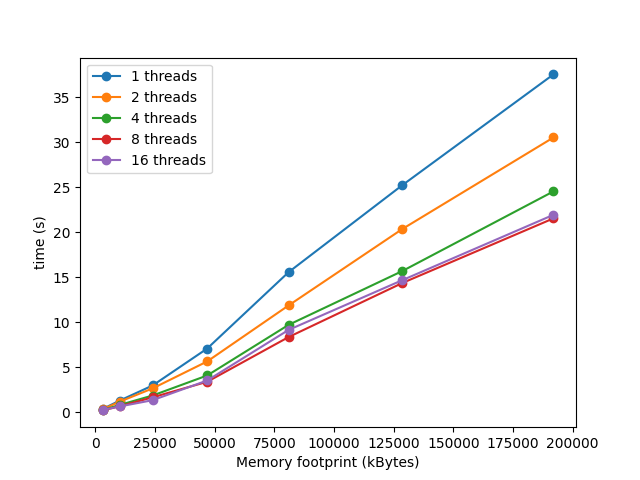 1 threads
2 threads
4 threads
8 threads
16 threads
time (s)
35
30
25
20
15
10
5
0
0 25000 50000 75000 100000 125000 150000 175000 200000
Memory footprint (kBytes)